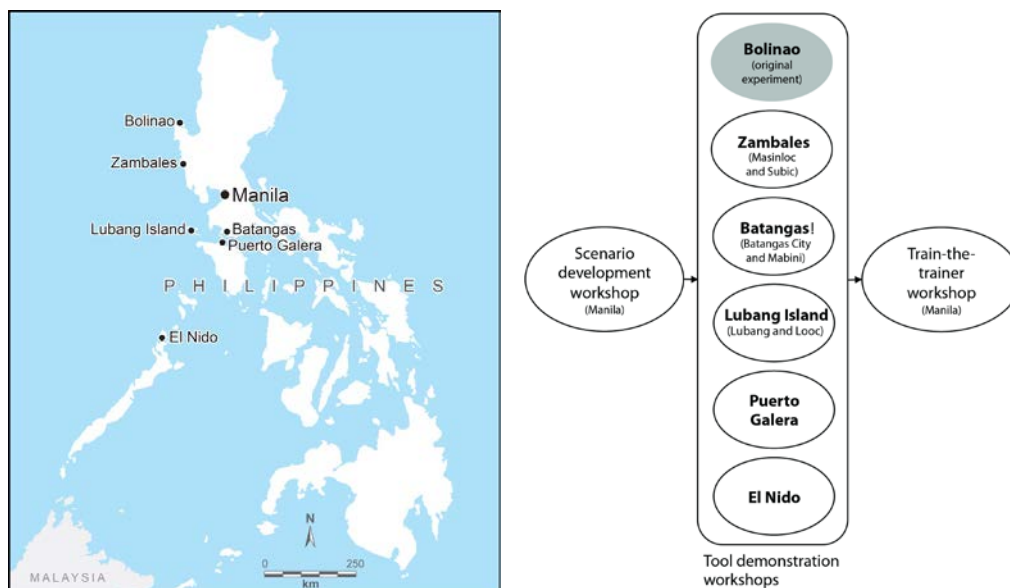 Bolinao
Zambales
Manila
Lubang Island
Batangas
Puerto Galera
PHILIPPINES
El Nido
MALAYSIA
N
0 250
km
Scenario
development
workshop
(Manila)
Bolinao
(original
experiment)
Zambales
(Masinloc
and Subic)
Batangas!
(Batangas City
and Mabini)
Lubang Island
(Lubang and Looc)
Puerto
Galera
El Nido
Tool demonstration
workshops
Train-the-
trainer
workshop
(Manila)